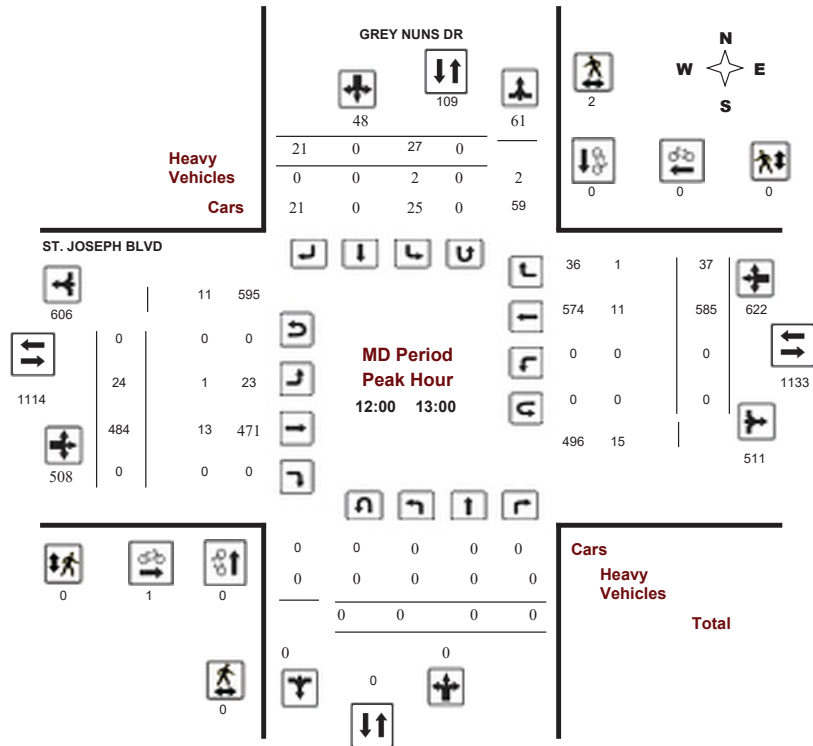 GREY NUNS DR
N
W E
S
109
2
48 61
21 0 27 0
Heavy
Vehicles
0 0 2 0 2
0 0 0
Cars
21 0 25 0 59
ST. JOSEPH BLVD
36 1 37
11 595
606
574 11 585 622
0 0 0
MD Period
0 0 0
Peak Hour
1114
24 1 23
1133
12:00 13:00
0 0 0
484 13 471
496 15
511
508
0 0 0
0 0 0 0 0
Cars
0 0 0 0 0
Heavy
Vehicles
0 1 0
0 0 0 0
Total
0 0
0
0